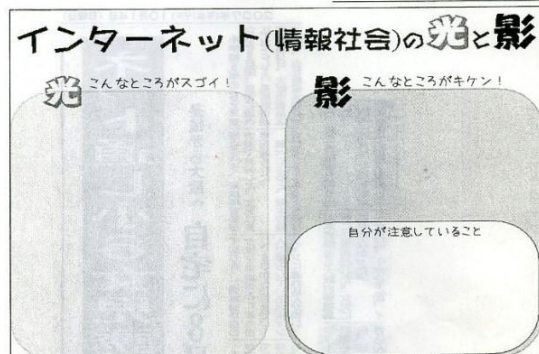 インターネット(情報社会)の光と影
光 こんなところがスゴイ!
影 こんなところがキケン!
自分が注意していること